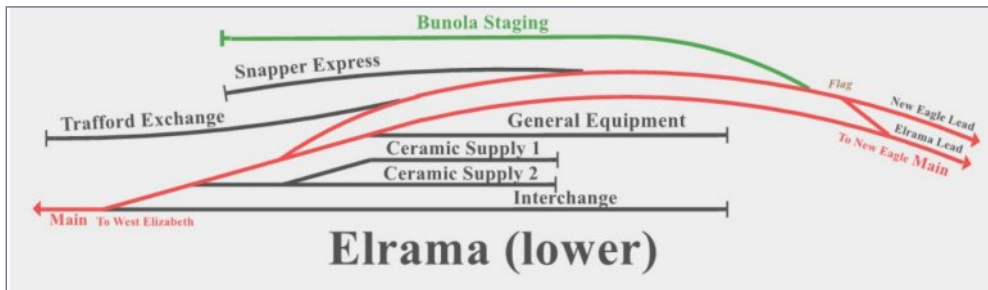 Bunola Staging
Snapper Express
Flag
New Eagle Lead
Trafford Exchange
General Equipment
Elrama Lead
To New Eagle Main
Ceramic Supply 1
Ceramic Supply 2
Interchange
Main To West Elizabeth
Elrama (lower)